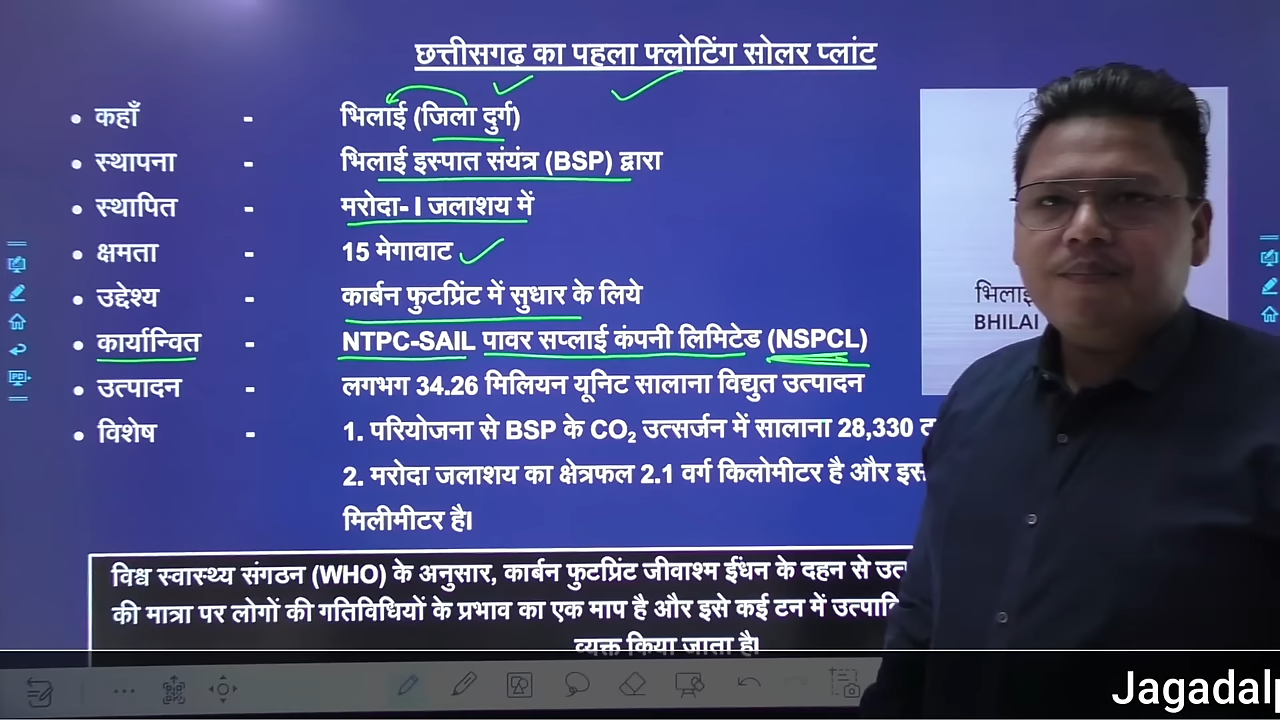 छत्तीसगढ़ का पहला फ्लोटिंग सोलर प्लांट
• कहाँ - भिलाई (जिला दुर्ग)
• स्थापना - भिलाई इस्पात संयंत्र (BSP) द्वारा
• स्थापित - मरोदा- I जलाशय में
• क्षमता - 15 मेगावाट
• उद्देश्य - कार्बन फुटप्रिंट में सुधार के लिये
भिलाई
BHILAI
• कार्यान्वित - NTPC-SAIL पावर सप्लाई कंपनी लिमिटेड (NSPCL)
• उत्पादन - लगभग 34.26 मिलियन यूनिट सालाना विद्युत उत्पादन
• विशेष - 1. परियोजना से BSP के CO₂ उत्सर्जन में सालाना 28,330
2. मरोदा जलाशय का क्षेत्रफल 2.1 वर्ग किलोमीटर है और
मिलीमीटर है।
विश्व स्वास्थ्य संगठन (WHO) के अनुसार, कार्बन फुटप्रिंट जीवाश्म ईंधन के दहन से
की मात्रा पर लोगों की गतिविधियों के प्रभाव का एक माप है और इसे कई टन में
व्यक्त किया जाता है।
Jagadal